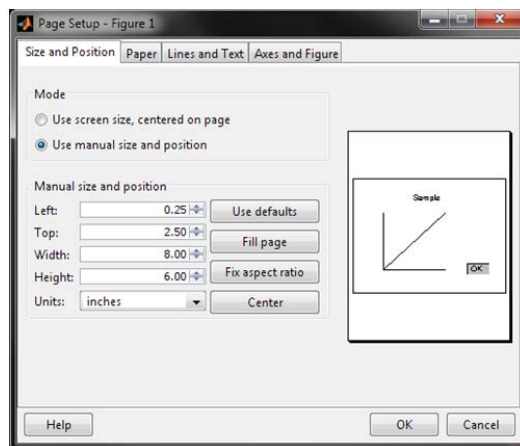 Page Setup - Figure 1
Size and Position Paper Lines and Text Axes and Figure
Mode
Use screen size, centered on page
Use manual size and position
Manual size and position
Left: 0.25 Use defaults
Top: 2.50 Fill page
Width: 8.00
Height: 6.00 Fix aspect ratio
Units: inches Center
Sample
OK
Help OK Cancel